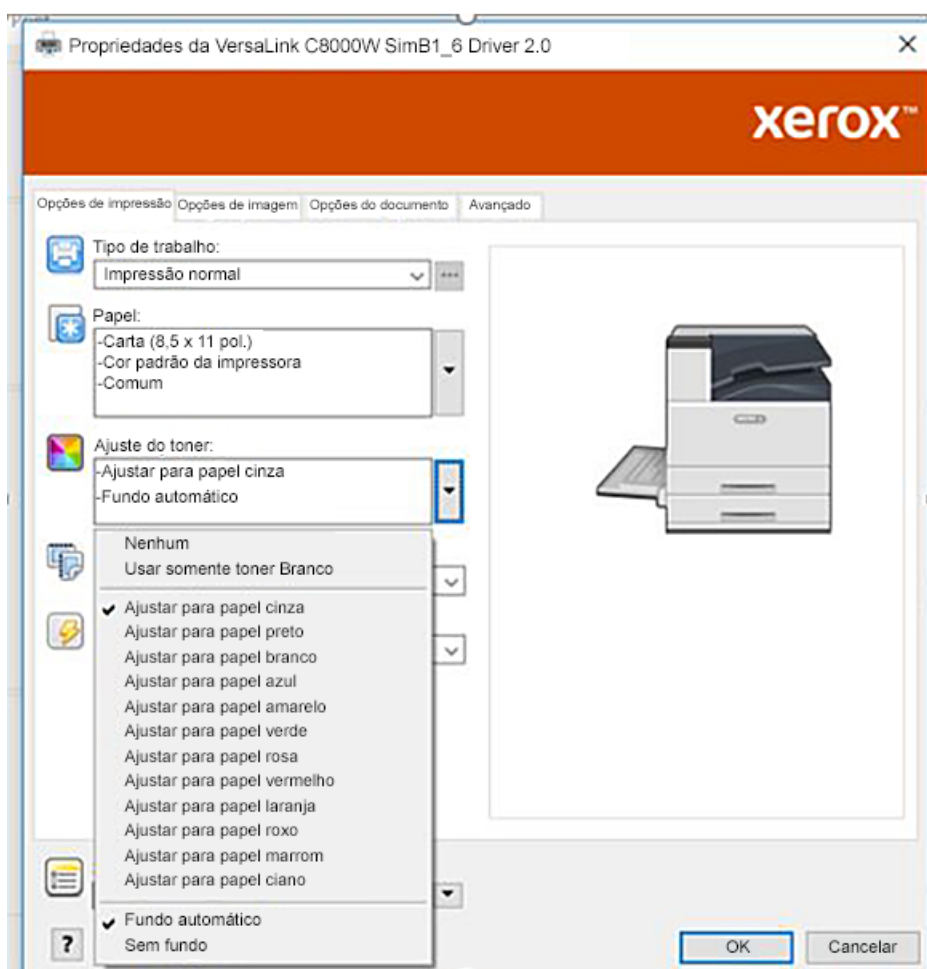 Propriedades da VersaLink C8000W SimB1_6 Driver 2.0
xerox™
Opções de impressão Opções de imagem Opções do documento Avançado
Tipo de trabalho:
Impressão normal
Papel:
-Carta (8,5 x 11 pol.)
-Cor padrão da impressora
-Comum
Ajuste do toner:
-Ajustar para papel cinza
-Fundo automático
Nenhum
Usar somente toner Branco
Ajustar para papel cinza
Ajustar para papel preto
Ajustar para papel branco
Ajustar para papel azul
Ajustar para papel amarelo
Ajustar para papel verde
Ajustar para papel rosa
Ajustar para papel vermelho
Ajustar para papel laranja
Ajustar para papel roxo
Ajustar para papel marrom
Ajustar para papel ciano
Fundo automático
Sem fundo
?
OK Cancelar